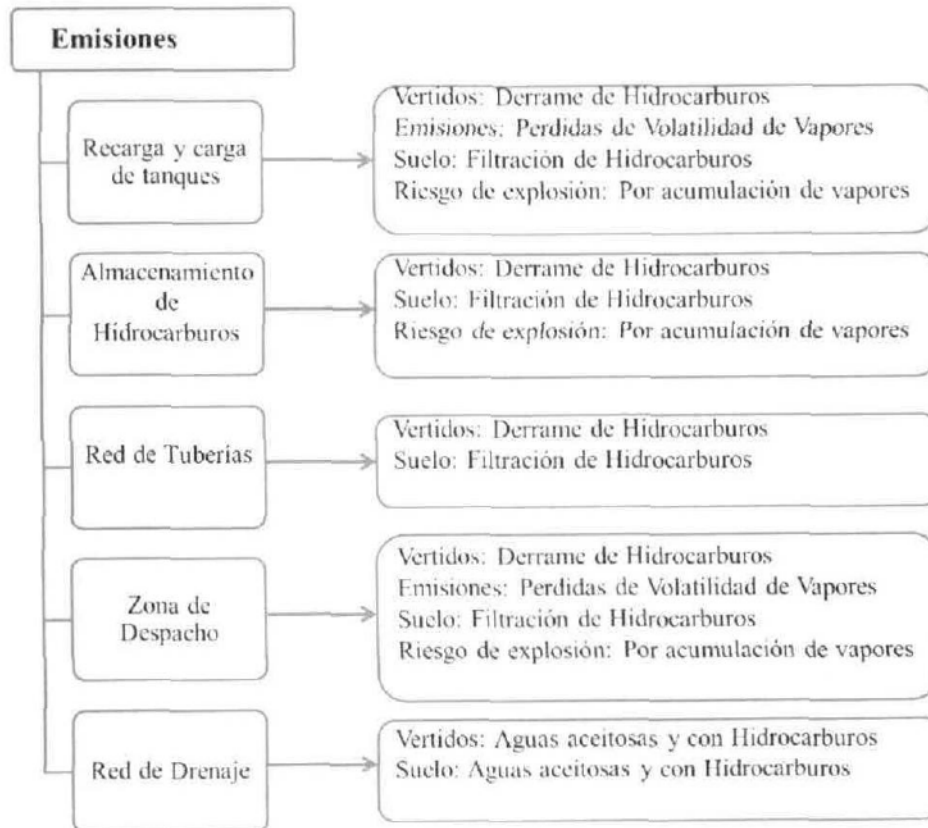 Emisiones
Recarga y carga
de tanques
Vertidos: Derrame de Hidrocarburos
Emisiones: Perdidas de Volatilidad de Vapores
Suelo: Filtración de Hidrocarburos
Riesgo de explosión: Por acumulación de vapores
Almacenamiento
de
Hidrocarburos
Vertidos: Derrame de Hidrocarburos
Suelo: Filtración de Hidrocarburos
Riesgo de explosión: Por acumulación de vapores
Red de Tuberías
Vertidos: Derrame de Hidrocarburos
Suelo: Filtración de Hidrocarburos
Zona de
Despacho
Vertidos: Derrame de Hidrocarburos
Emisiones: Perdidas de Volatilidad de Vapores
Suelo: Filtración de Hidrocarburos
Riesgo de explosión: Por acumulación de vapores
Red de Drenaje
Vertidos: Aguas aceitosas y con Hidrocarburos
Suelo: Aguas aceitosas y con Hidrocarburos